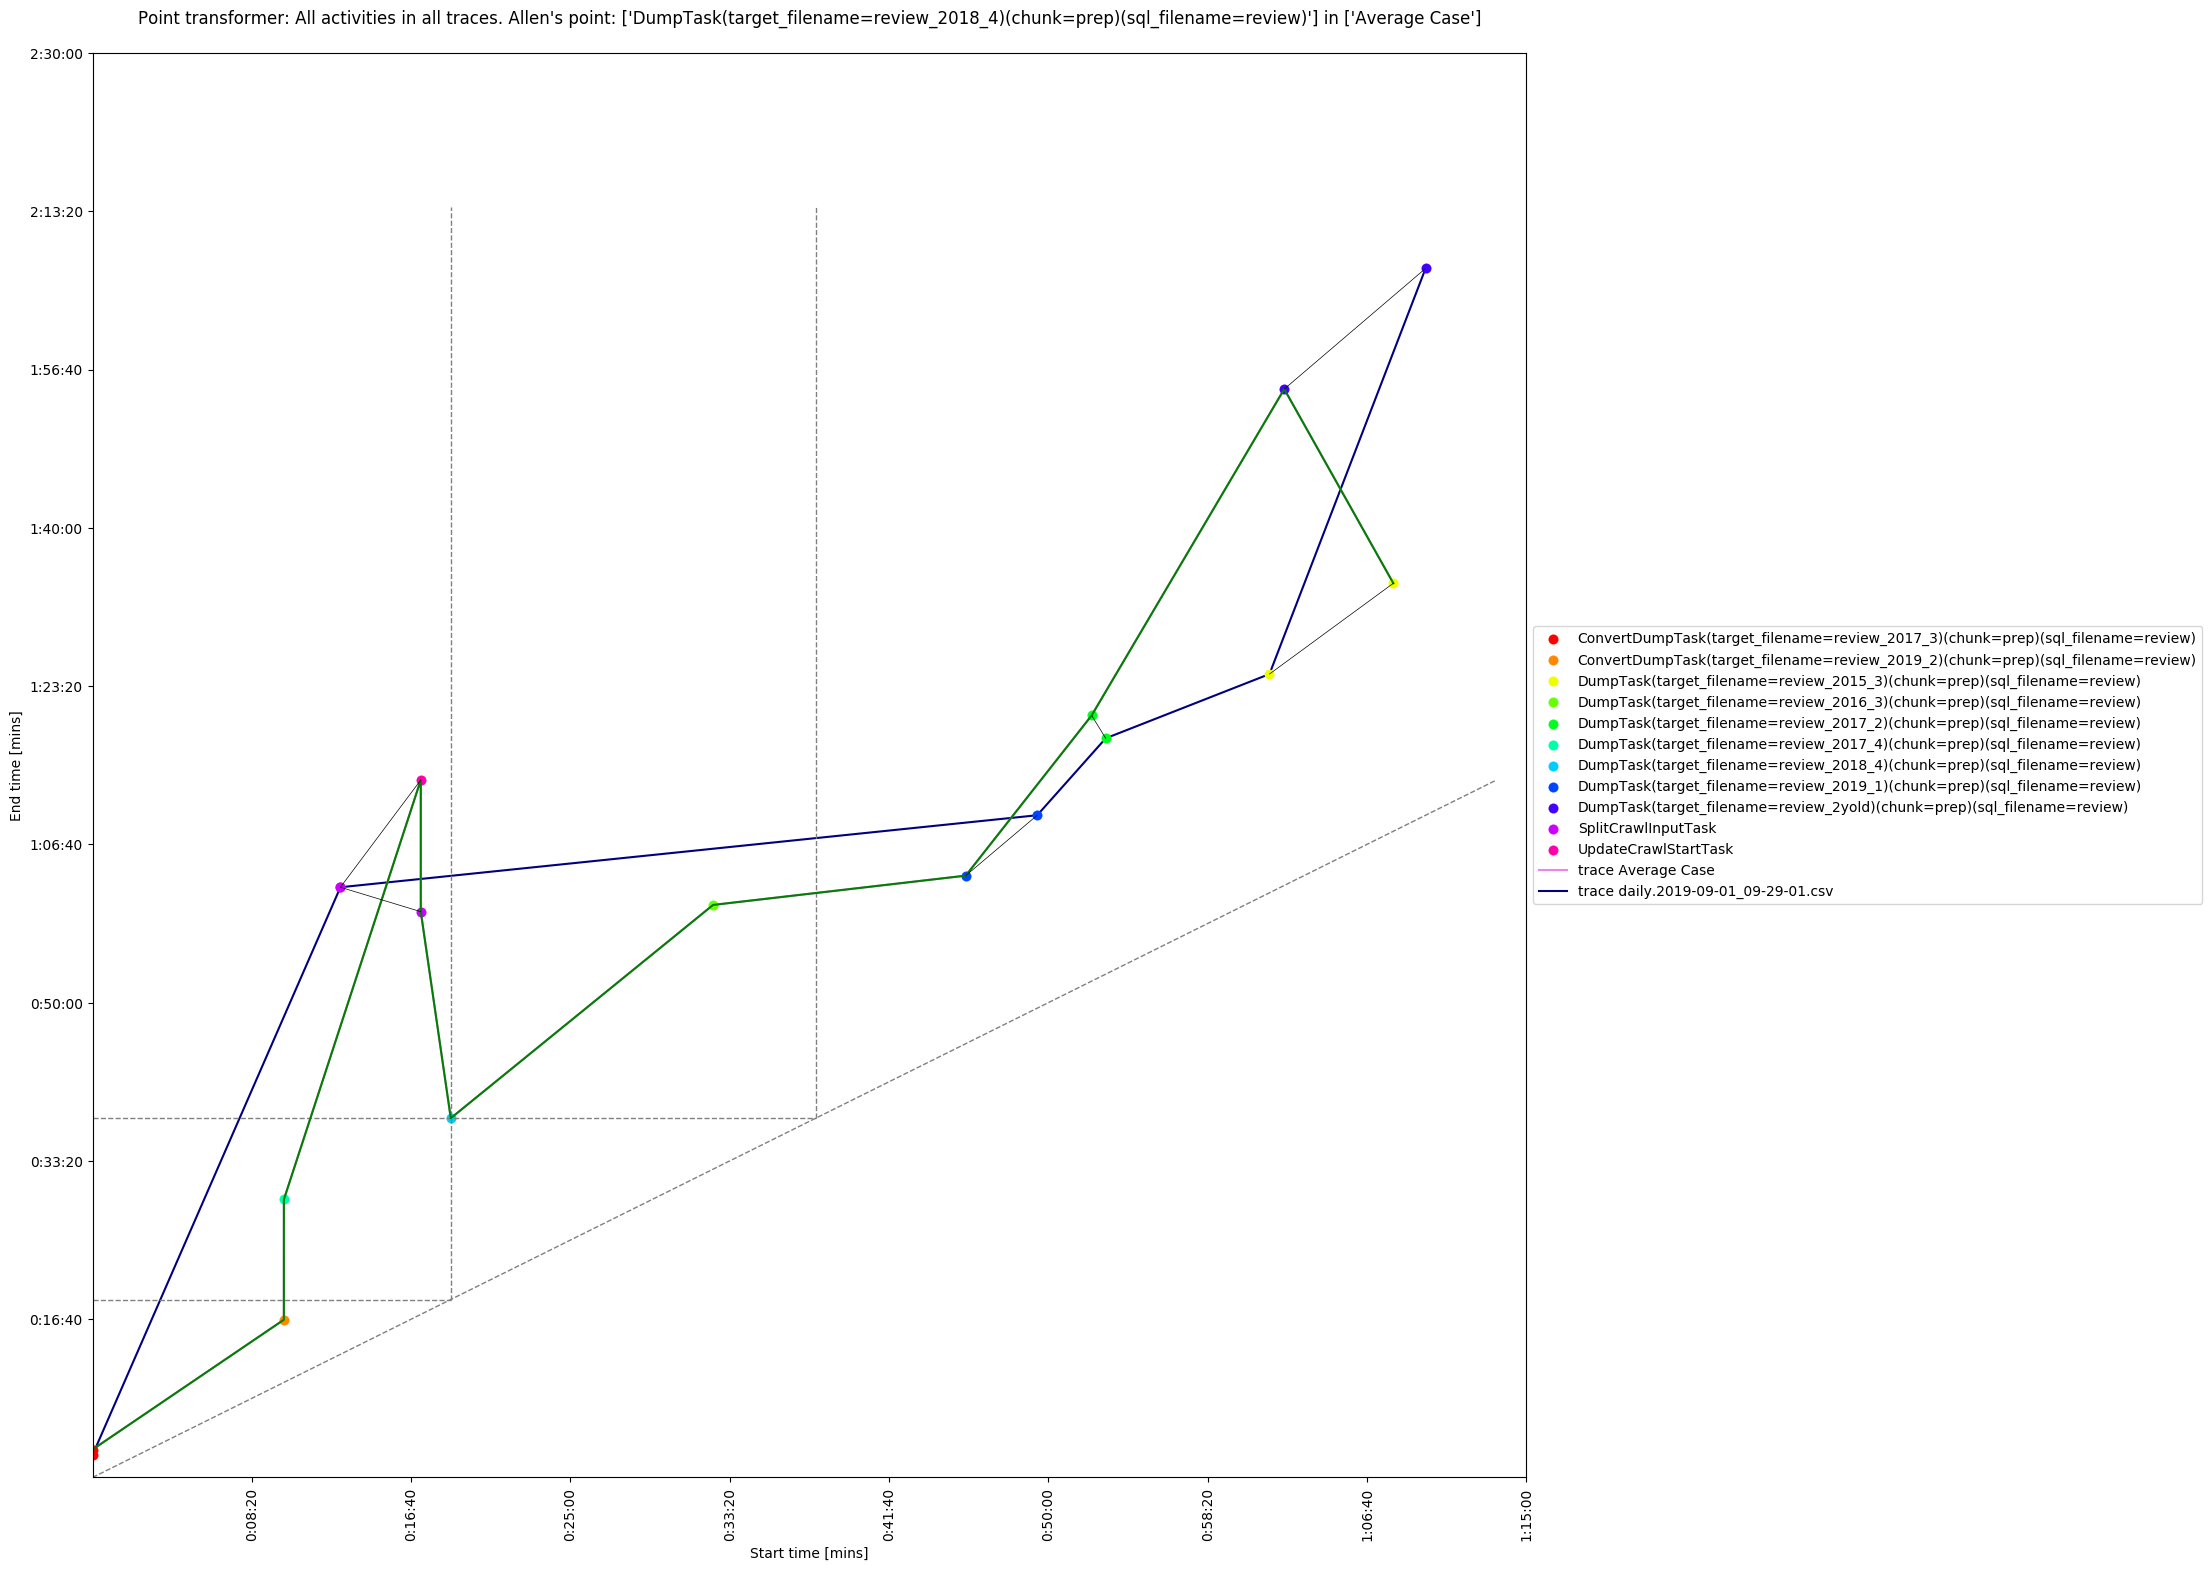 Point transformer: All activities in all traces. Allen's point: ['DumpTask(target_filename=review_2018_4)(chunk=prep)(sql_filename=review)'] in ['Average Case']
2:30:00
2:13:20
1:56:40
1:40:00
1:23:20
1:06:40
0:50:00
0:33:20
0:16:40
End time [mins]
0:08:20
0:16:40
0:25:00
0:33:20
0:41:40
0:50:00
0:58:20
1:06:40
1:15:00
Start time [mins]
ConvertDumpTask(target_filename=review_2017_3)(chunk=prep)(sql_filename=review)
ConvertDumpTask(target_filename=review_2019_2)(chunk=prep)(sql_filename=review)
DumpTask(target_filename=review_2015_3)(chunk=prep)(sql_filename=review)
DumpTask(target_filename=review_2016_3)(chunk=prep)(sql_filename=review)
DumpTask(target_filename=review_2017_2)(chunk=prep)(sql_filename=review)
DumpTask(target_filename=review_2017_4)(chunk=prep)(sql_filename=review)
DumpTask(target_filename=review_2018_4)(chunk=prep)(sql_filename=review)
DumpTask(target_filename=review_2019_1)(chunk=prep)(sql_filename=review)
DumpTask(target_filename=review_2yold)(chunk=prep)(sql_filename=review)
SplitCrawlInputTask
UpdateCrawlStartTask
trace Average Case
trace daily.2019-09-01_09-29-01.csv